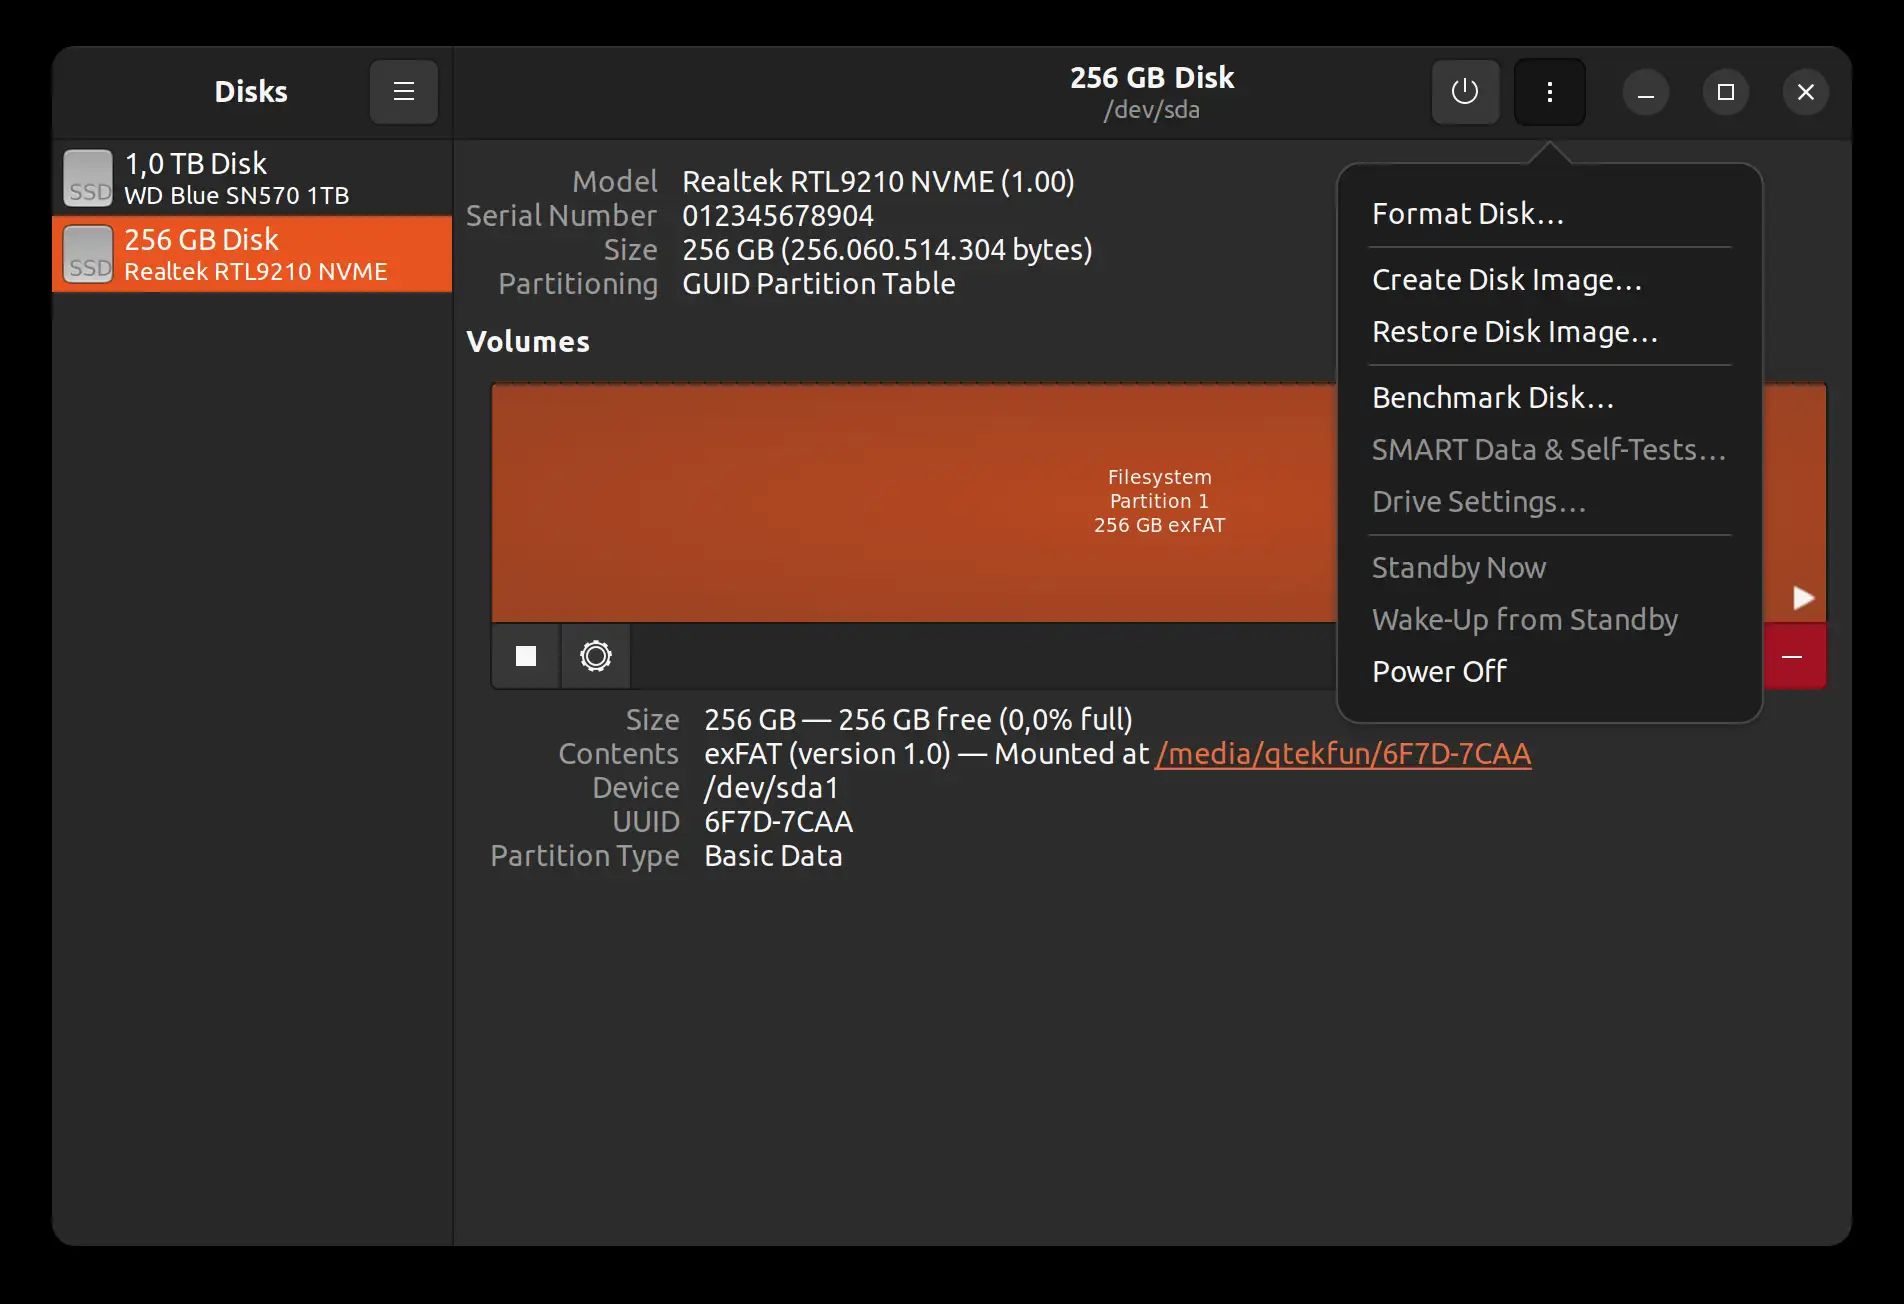 Disks
256 GB Disk
/dev/sda
SSD
1,0 TB Disk
WD Blue SN570 1TB
SSD
256 GB Disk
Realtek RTL9210 NVME
Model Realtek RTL9210 NVME (1.00)
Serial Number 012345678904
Size 256 GB (256.060.514.304 bytes)
Partitioning GUID Partition Table
Volumes
Filesystem
Partition 1
256 GB exFAT
Size 256 GB — 256 GB free (0,0% full)
Contents exFAT (version 1.0) — Mounted at /media/qtekfun/6F7D-7CAA
Device /dev/sda1
UUID 6F7D-7CAA
Partition Type Basic Data
Format Disk...
Create Disk Image...
Restore Disk Image...
Benchmark Disk...
SMART Data & Self-Tests...
Drive Settings...
Standby Now
Wake-Up from Standby
Power Off